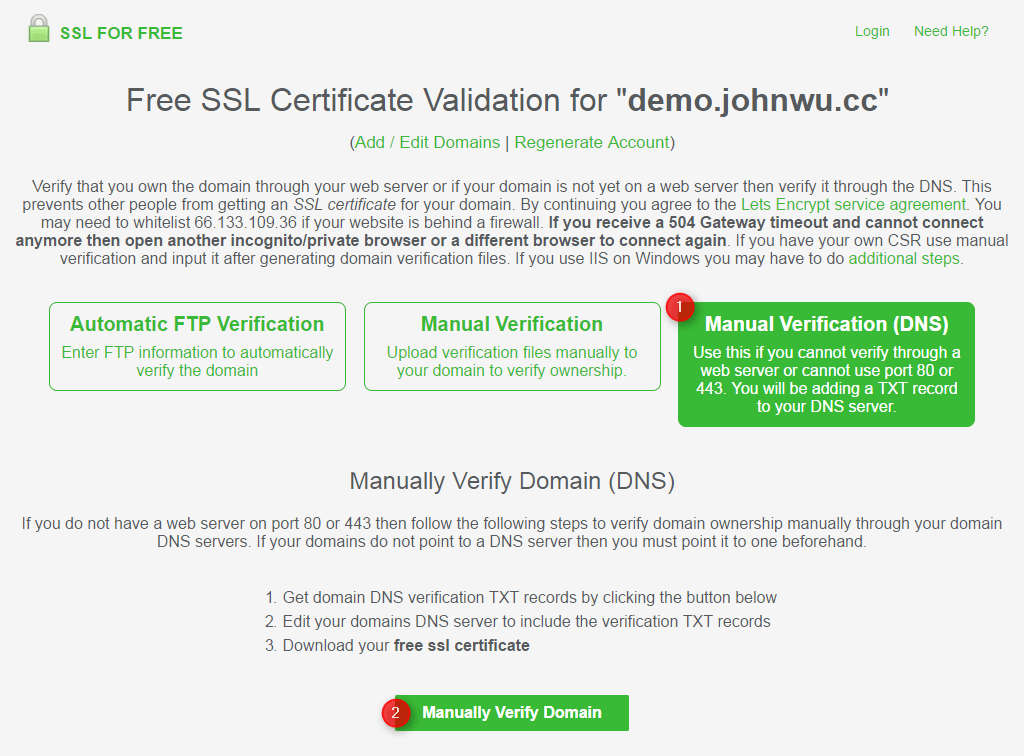 SSL FOR FREE
Login Need Help?
Free SSL Certificate Validation for "demo.johnwu.cc"
(Add / Edit Domains | Regenerate Account)
Verify that you own the domain through your web server or if your domain is not yet on a web server then verify it through the DNS. This
prevents other people from getting an SSL certificate for your domain. By continuing you agree to the Lets Encrypt service agreement. You
may need to whitelist 66.133.109.36 if your website is behind a firewall. If you receive a 504 Gateway timeout and cannot connect
anymore then open another incognito/private browser or a different browser to connect again. If you have your own CSR use manual
verification and input it after generating domain verification files. If you use IIS on Windows you may have to do additional steps.
Automatic FTP Verification
Enter FTP information to automatically
verify the domain
Manual Verification
Upload verification files manually to
your domain to verify ownership.
1
Manual Verification (DNS)
Use this if you cannot verify through a
web server or cannot use port 80 or
443. You will be adding a TXT record
to your DNS server.
Manually Verify Domain (DNS)
If you do not have a web server on port 80 or 443 then follow the following steps to verify domain ownership manually through your domain
DNS servers. If your domains do not point to a DNS server then you must point it to one beforehand.
1. Get domain DNS verification TXT records by clicking the button below
2. Edit your domains DNS server to include the verification TXT records
3. Download your free ssl certificate
2 Manually Verify Domain